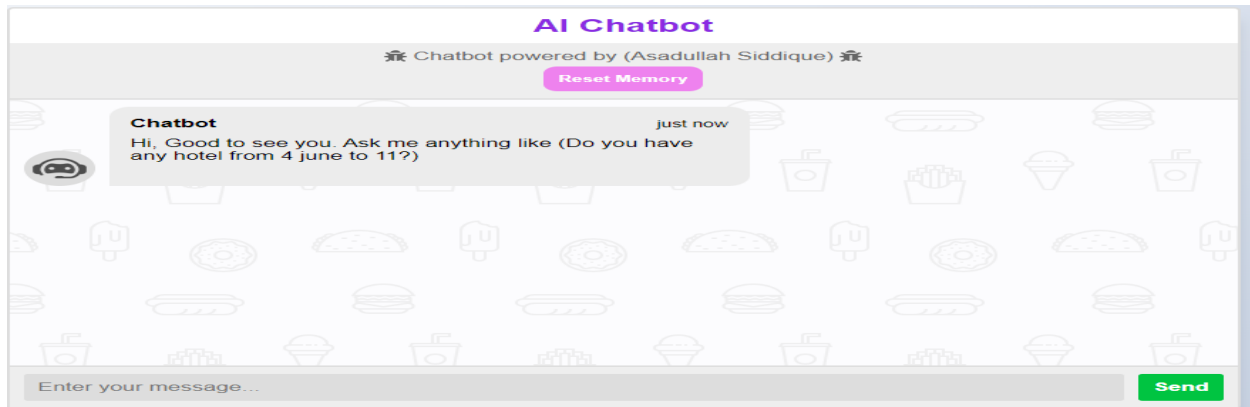 AI Chatbot
Chatbot powered by (Asadullah Siddique)
Reset Memory
Chatbot just now
Hi, Good to see you. Ask me anything like (Do you have
any hotel from 4 june to 11?)
Enter your message...
Send